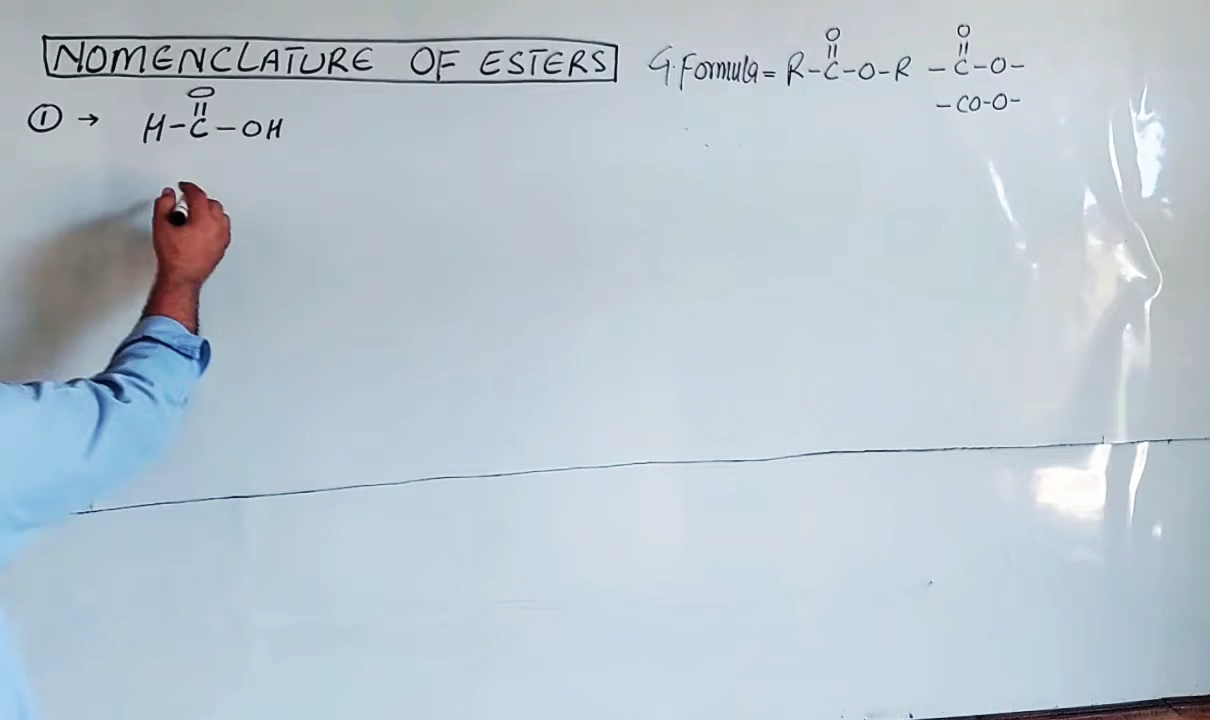 NOMENCLATURE OF ESTERS
G.Formula = R-C-O-R -C-O-
O O
-CO-O-
① → H-C-OH
O